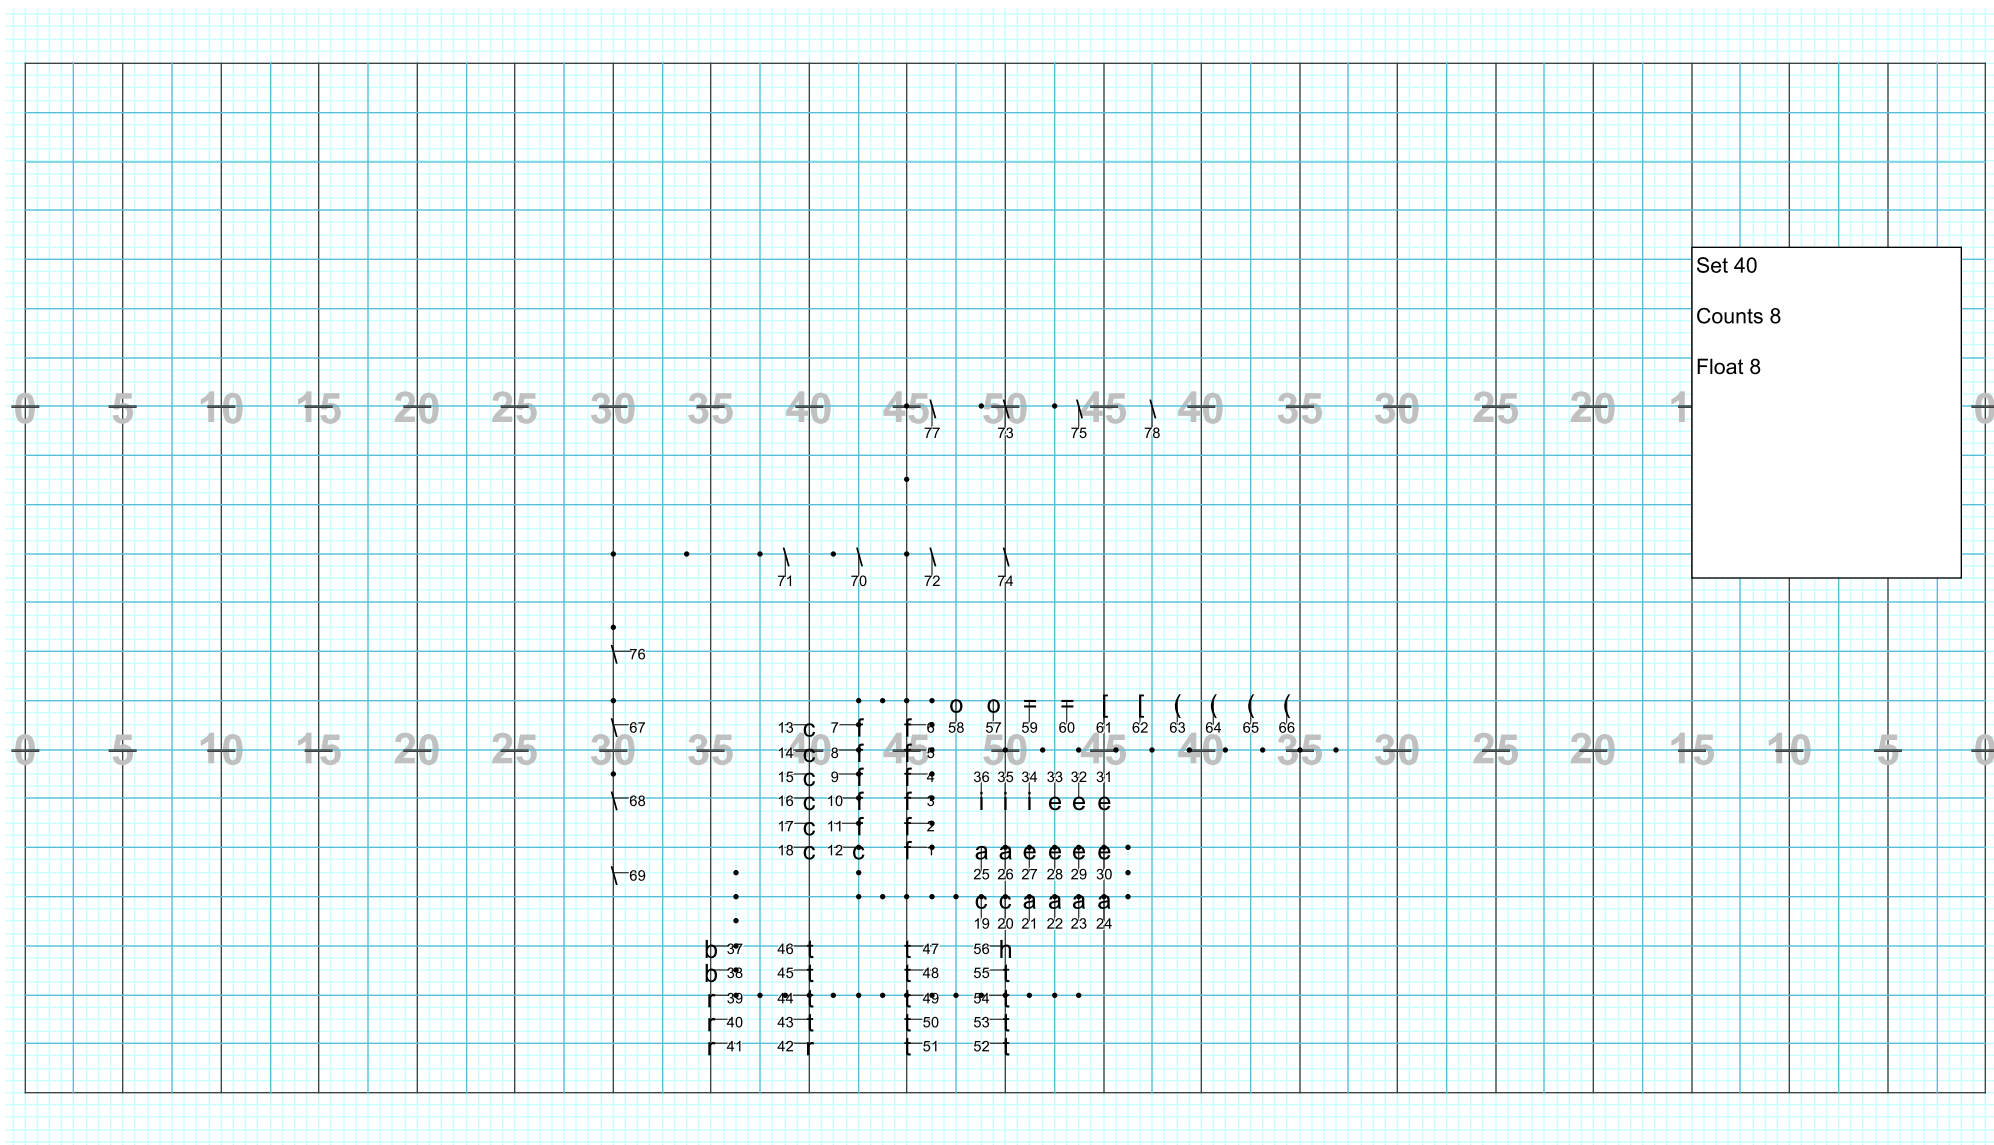 Set 40
Counts 8
Float 8
0 5 10 15 20 25 30 35 40 45 50 45 40 35 30 25 20 1 0
\ \ \ \
77 73 75 78
\ \ \ \
71 70 72 74
\ 76
o o = = [ [ ( ( ( (
\ 67 13 c 7 f f 6 58 57 59 60 61 62 63 64 65 66
0 5 10 15 20 25 30 35 14 c 8 f f 5 50 45 40 35 30 25 20 15 10 5 0
15 c 9 f f 4 36 35 34 33 32 31
\ 68 16 c 10 f f 3 i i i e e e
17 c 11 f f 2
18 c 12 c f 1 a a e e e e
\ 69 25 26 27 28 29 30
c c a a a a
19 20 21 22 23 24
b 37 46 t t 47 56 h
b 38 45 t t 48 55 t
r 39 44 t t 49 54 t
r 40 43 t t 50 53 t
r 41 42 r t 51 52 t